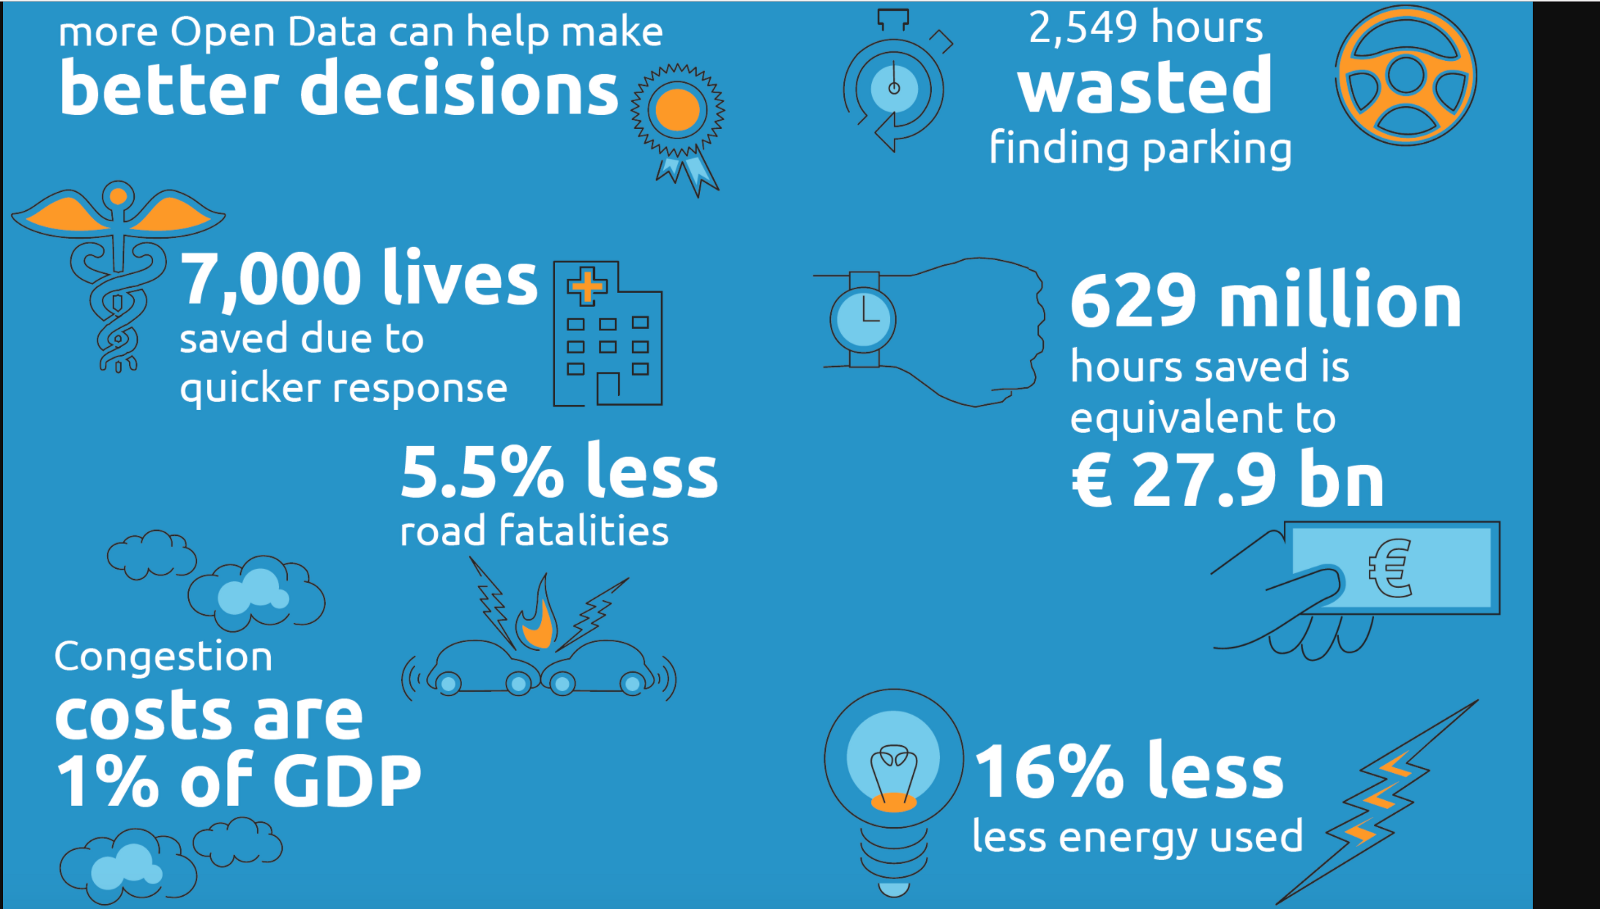 more Open Data can help make
better decisions
2,549 hours
wasted
finding parking
7,000 lives
saved due to
quicker response
629 million
hours saved is
equivalent to
€ 27.9 bn
€
5.5% less
road fatalities
Congestion
costs are
1% of GDP
16% less
less energy used